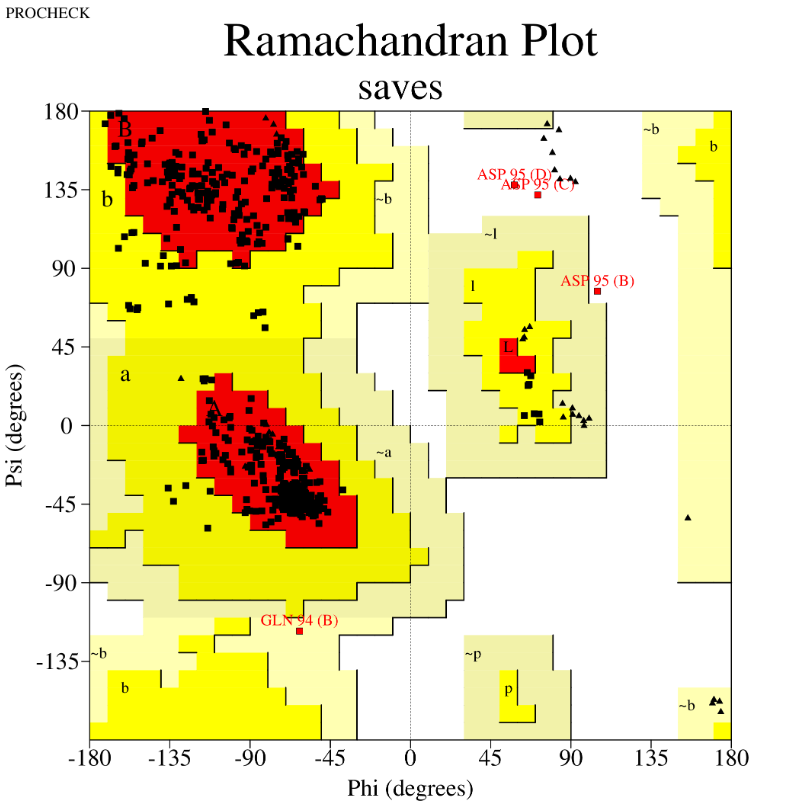 PROCHECK
Ramachandran Plot
saves
180
B
~b
b
ASP 95 (D)
ASP 95 (C)
135
b
~b
~l
90
ASP 95 (B)
l
45
L
a
A
0
~a
-45
-90
GLN 94 (B)
-135
~b
~p
b
p
~b
-180 -135 -90 -45 0 45 90 135 180
Phi (degrees)
Psi (degrees)